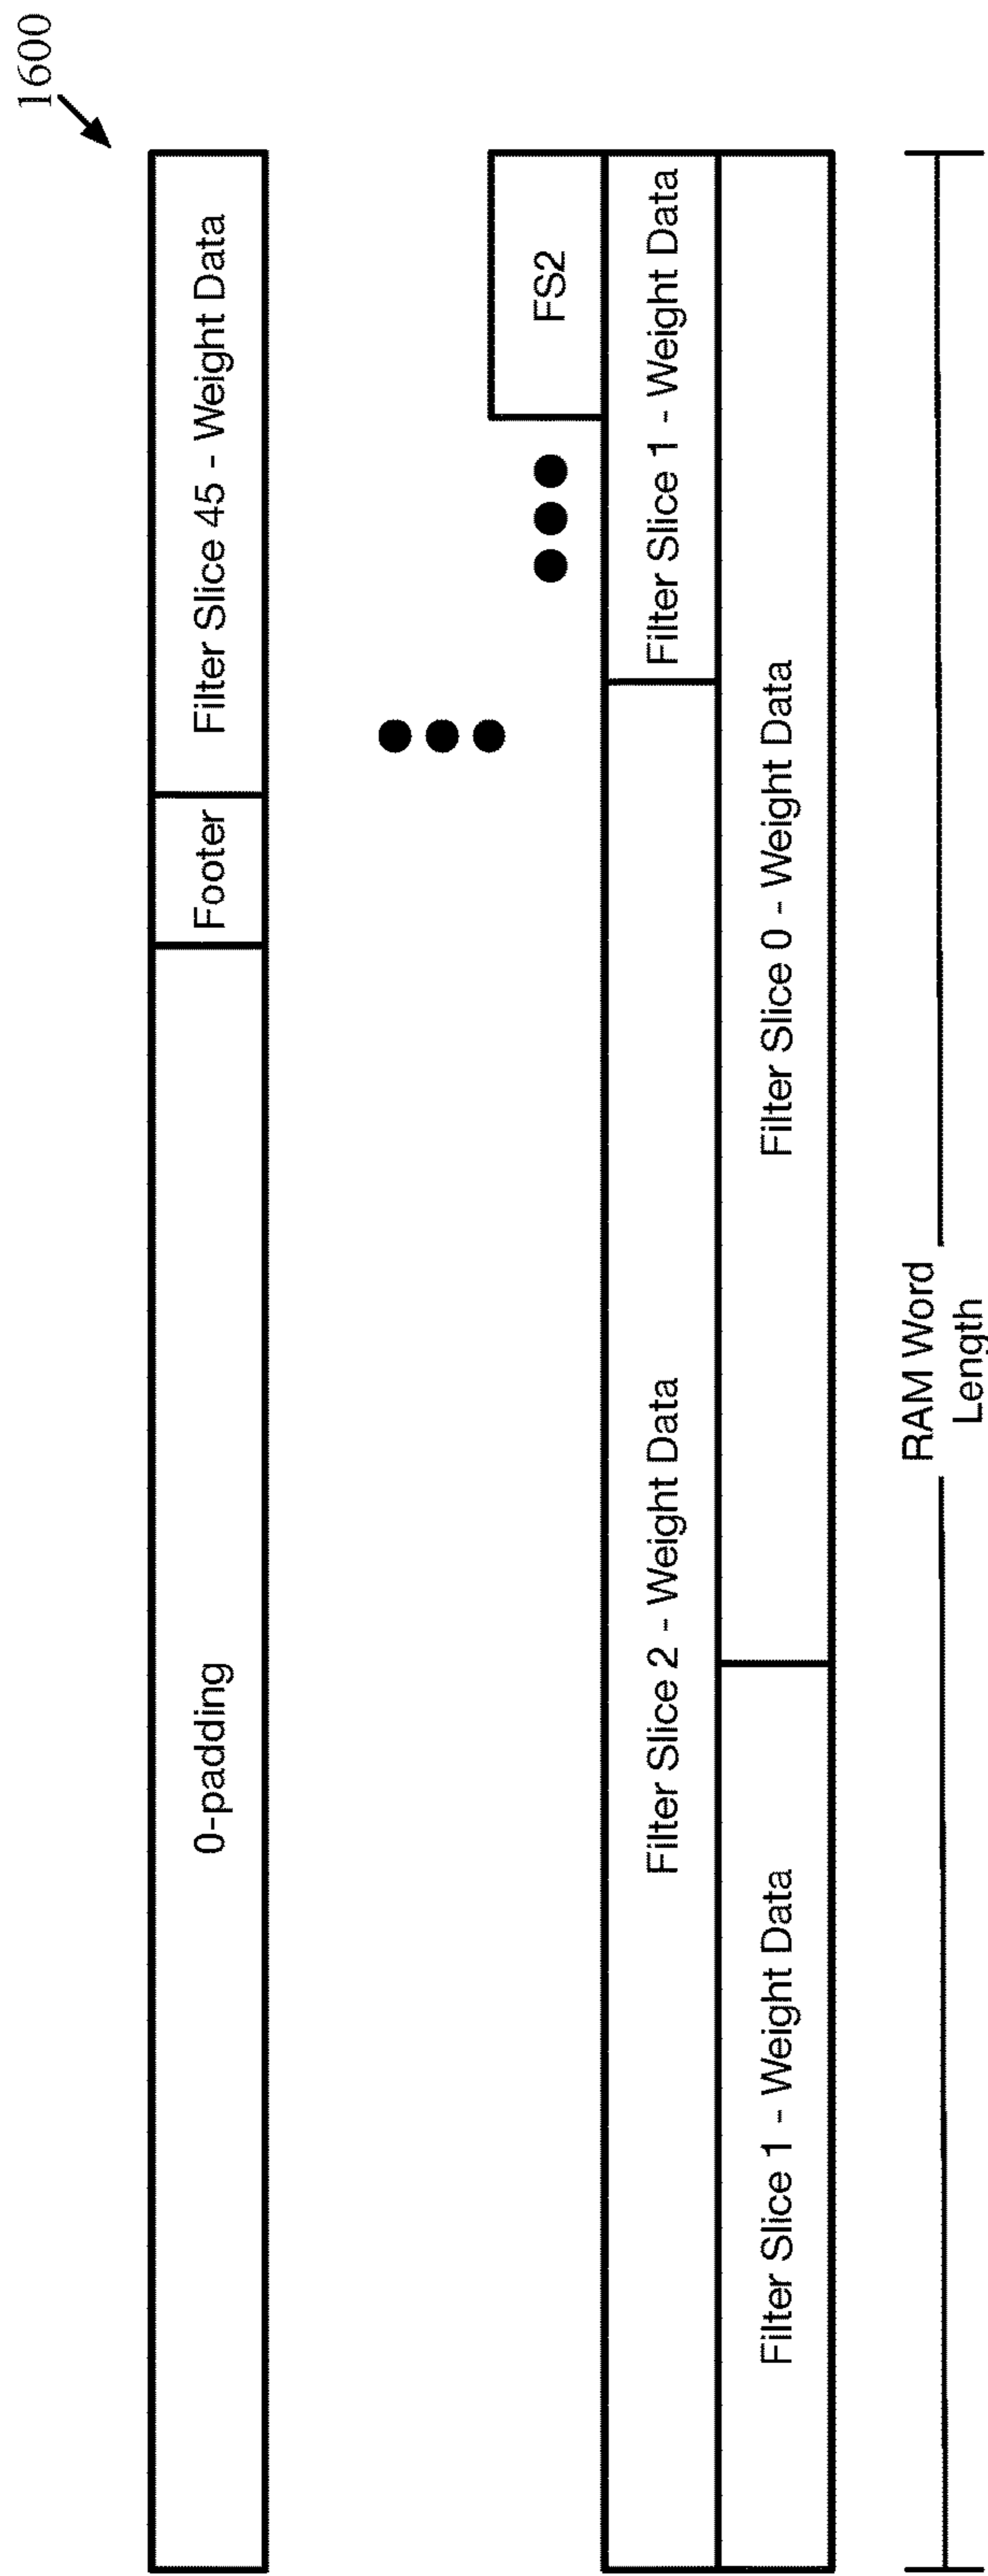 1600
0-padding
Footer
Filter Slice 45 - Weight Data
FS2
Filter Slice 2 - Weight Data
Filter Slice 1 - Weight Data
Filter Slice 1 - Weight Data
Filter Slice 0 - Weight Data
RAM Word
Length